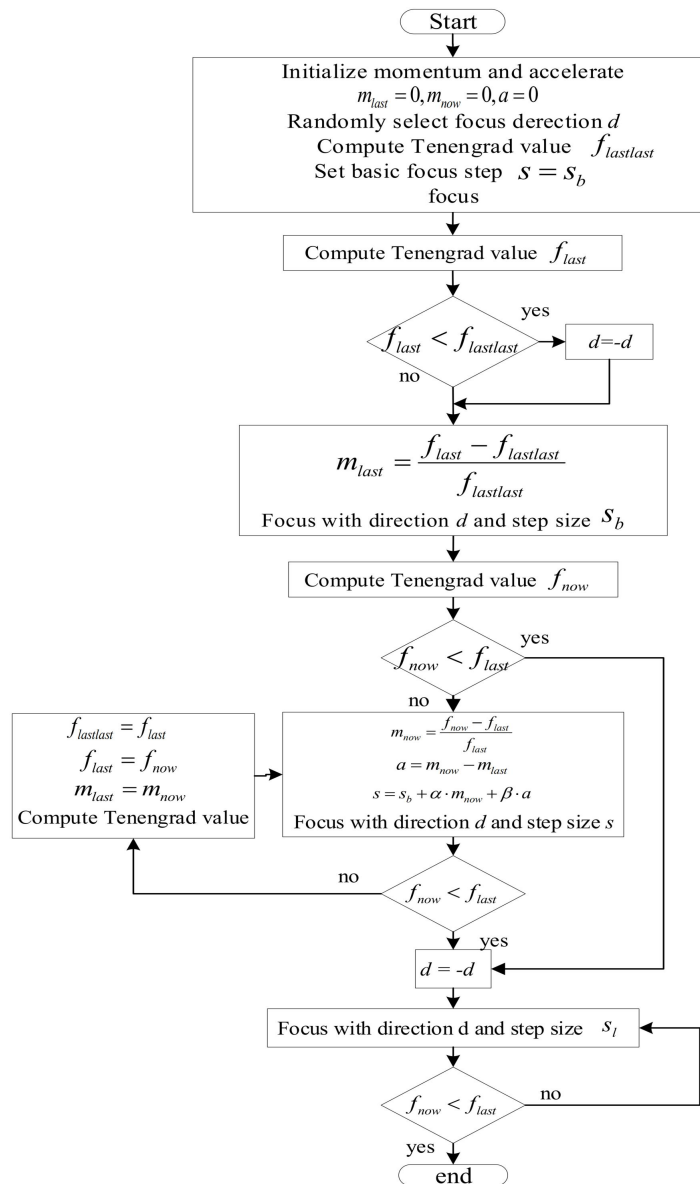 Start
Initialize momentum and accelerate
m_last = 0, m_now = 0, a = 0
Randomly select focus derection d
Compute Tenengrad value f_lastlast
Set basic focus step s = s_b
focus
Compute Tenengrad value f_last
f_last < f_lastlast
yes
d=-d
no
m_last = (f_last − f_lastlast) / f_lastlast
Focus with direction d and step size s_b
Compute Tenengrad value f_now
f_now < f_last
yes
no
f_lastlast = f_last
f_last = f_now
m_last = m_now
Compute Tenengrad value
m_now = (f_now − f_last) / f_last
a = m_now − m_last
s = s_b + α · m_now + β · a
Focus with direction d and step size s
f_now < f_last
no
yes
d = -d
Focus with direction d and step size s_l
f_now < f_last
no
yes
end